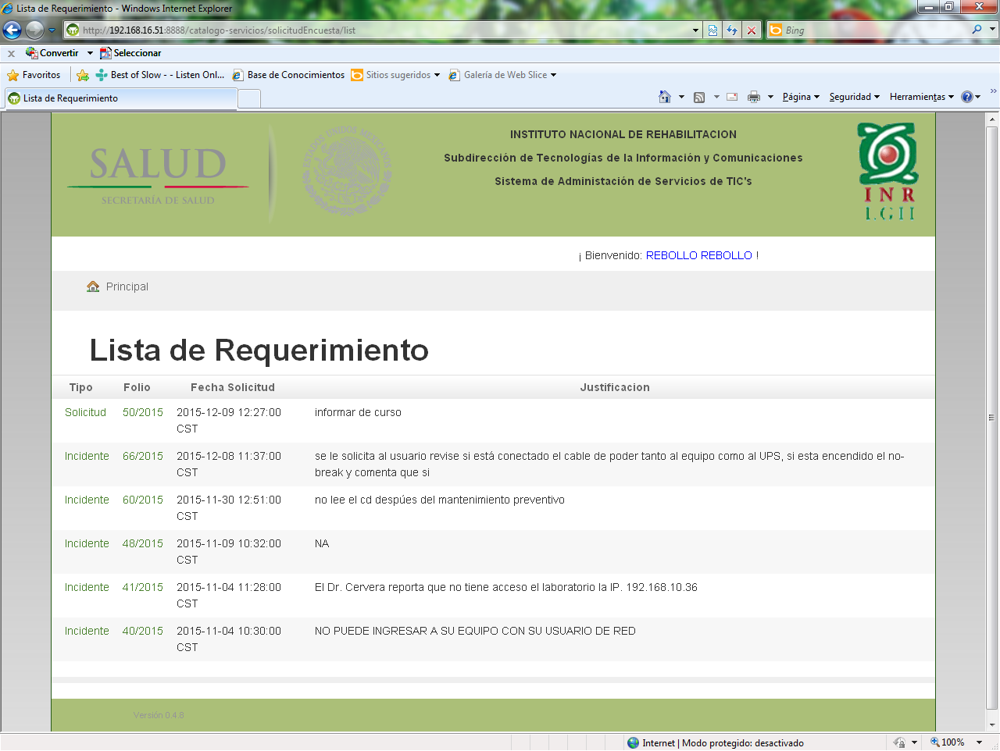 Lista de Requerimiento - Windows Internet Explorer
http://192.168.16.51:8888/catalogo-servicios/solicitudEncuesta/list
Bing
x Convertir Seleccionar
Favoritos Best of Slow - - Listen Onl... Base de Conocimientos Sitios sugeridos Galería de Web Slice
Lista de Requerimiento
Página Seguridad Herramientas
SALUD
SECRETARÍA DE SALUD
ESTADOS UNIDOS MEXICANOS
INSTITUTO NACIONAL DE REHABILITACION
Subdirección de Tecnologías de la Información y Comunicaciones
Sistema de Administación de Servicios de TIC's
INR
LGII
¡ Bienvenido: REBOLLO REBOLLO !
Principal
Lista de Requerimiento
Tipo Folio Fecha Solicitud Justificacion
Solicitud 50/2015 2015-12-09 12:27:00 informar de curso
CST
Incidente 66/2015 2015-12-08 11:37:00 se le solicita al usuario revise si está conectado el cable de poder tanto al equipo como al UPS, si esta encendido el no-
CST break y comenta que si
Incidente 60/2015 2015-11-30 12:51:00 no lee el cd despúes del mantenimiento preventivo
CST
Incidente 48/2015 2015-11-09 10:32:00 NA
CST
Incidente 41/2015 2015-11-04 11:28:00 El Dr. Cervera reporta que no tiene acceso el laboratorio la IP. 192.168.10.36
CST
Incidente 40/2015 2015-11-04 10:30:00 NO PUEDE INGRESAR A SU EQUIPO CON SU USUARIO DE RED
CST
Versión 0.4.8
Internet | Modo protegido: desactivado
100%